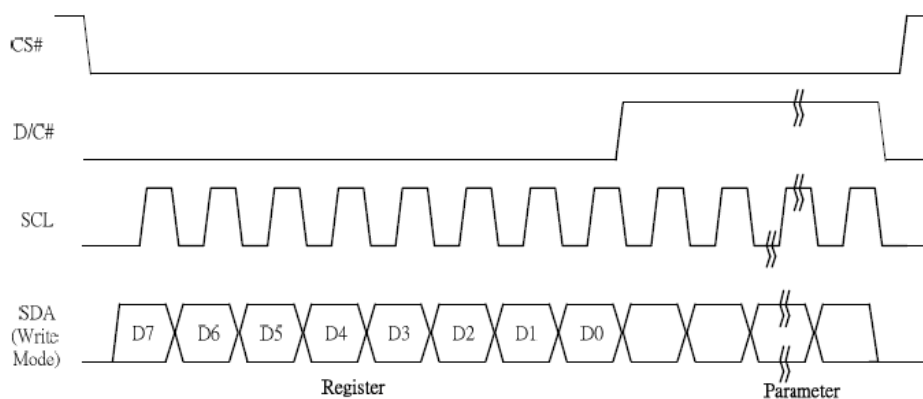 CS#
D/C#
SCL
SDA
(Write
Mode)
D7 D6 D5 D4 D3 D2 D1 D0
Register Parameter